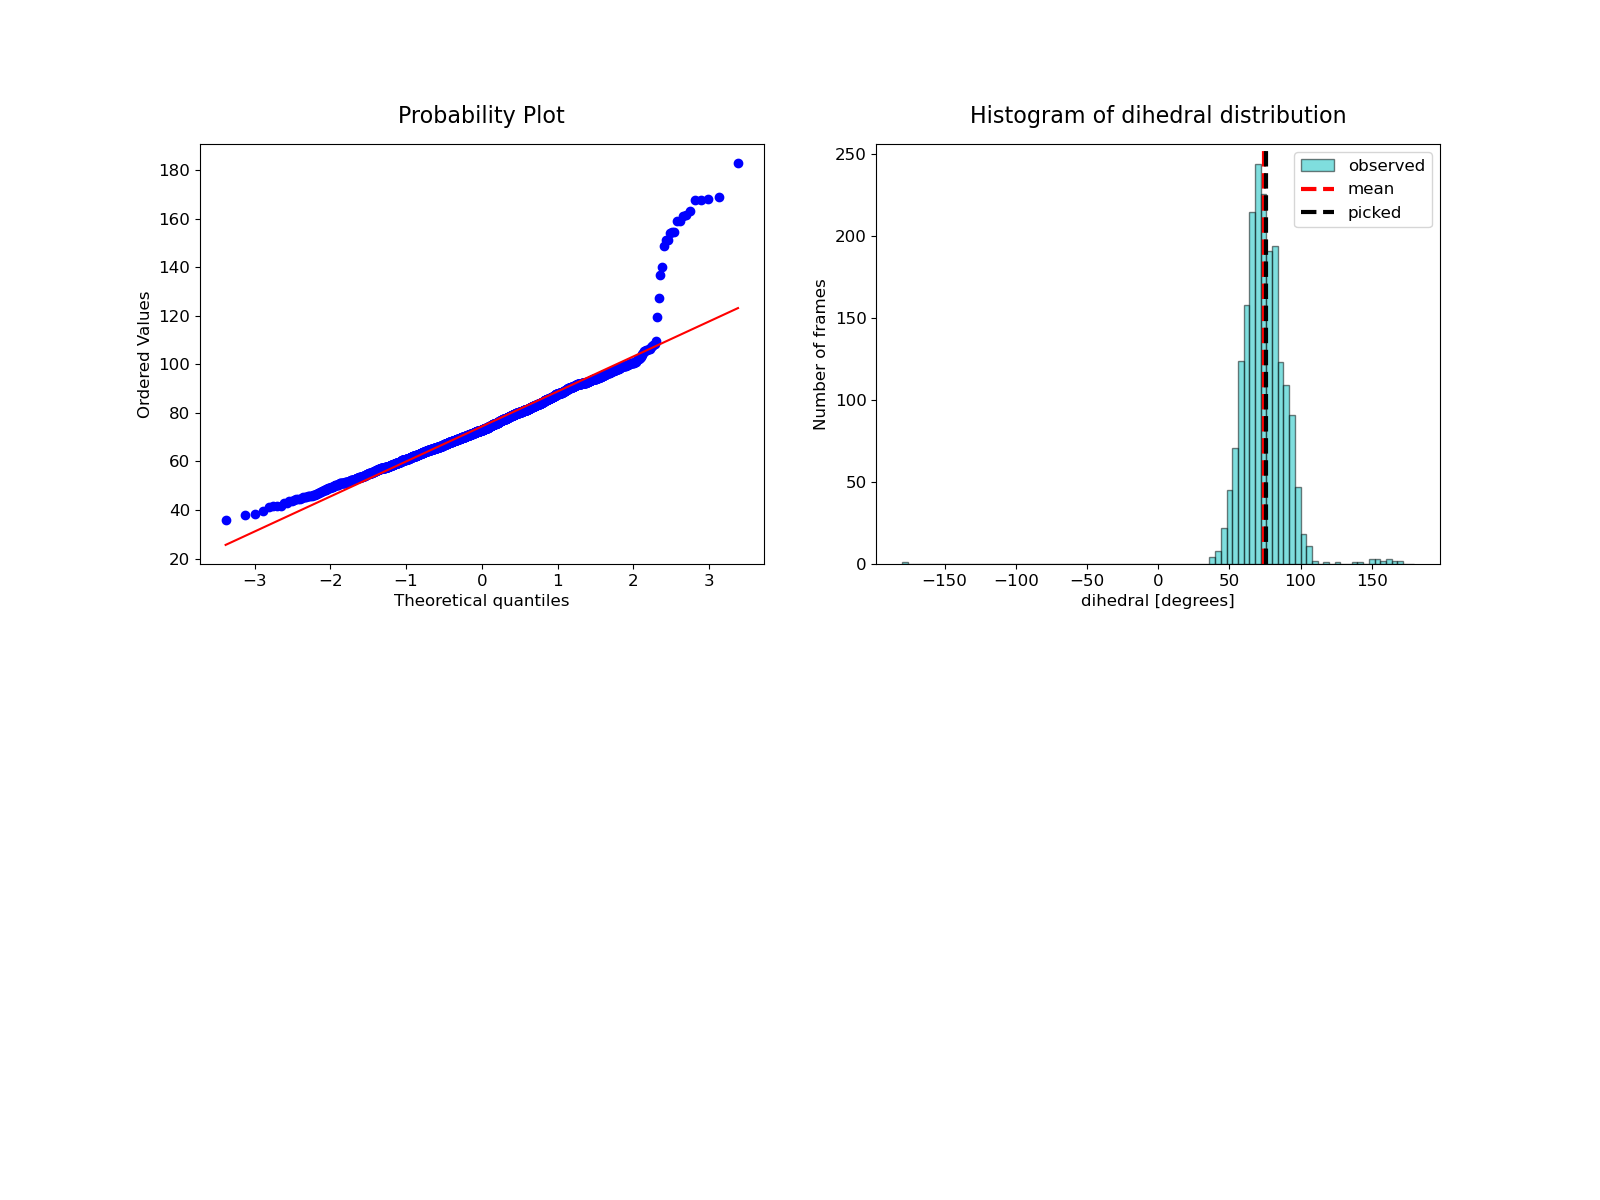 Probability Plot
180
160
140
120
100
80
60
40
20
−3 −2 −1 0 1 2 3
Ordered Values
Theoretical quantiles
Histogram of dihedral distribution
250
200
150
100
50
0
−150 −100 −50 0 50 100 150
Number of frames
dihedral [degrees]
observed
mean
picked